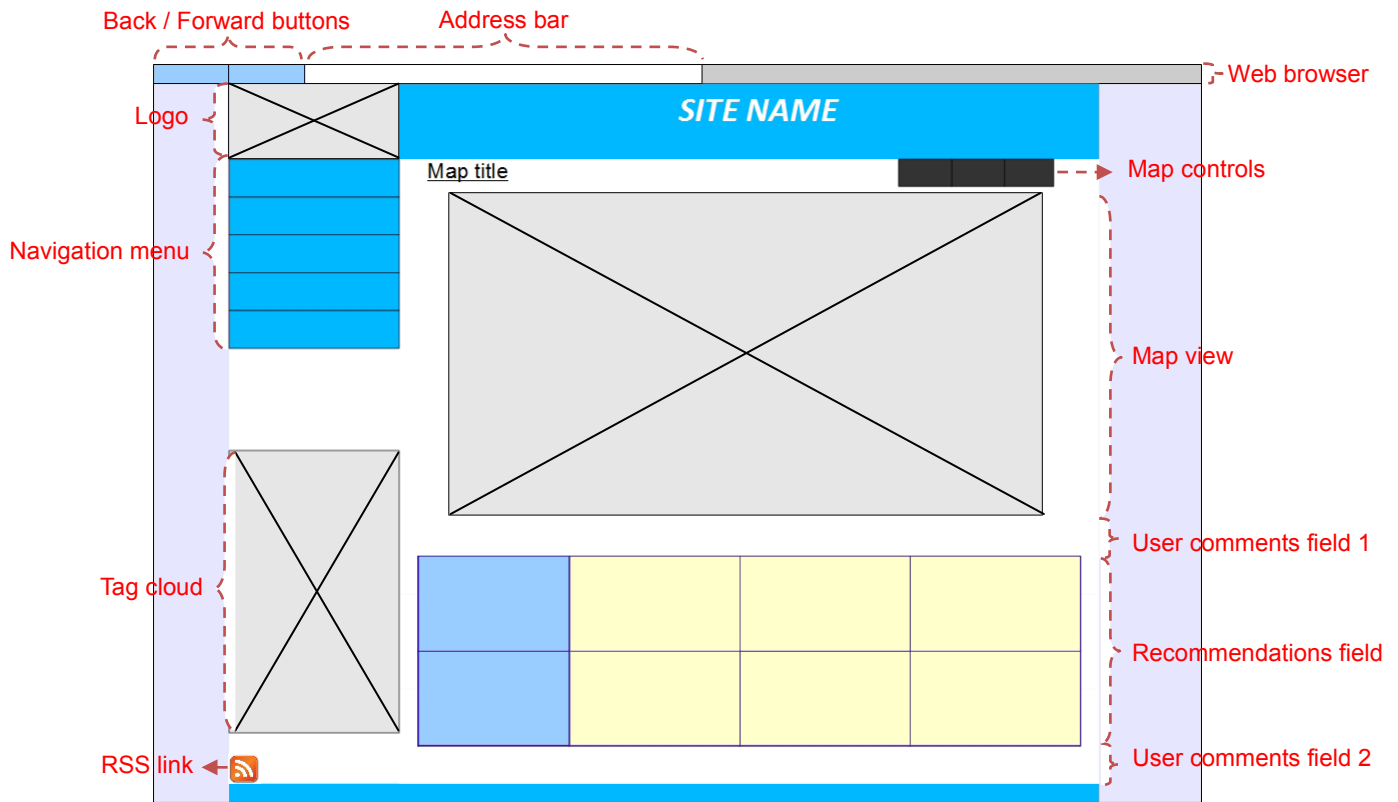 Back / Forward buttons
Address bar
Web browser
Logo
SITE NAME
Map title
Map controls
Navigation menu
Map view
User comments field 1
Tag cloud
Recommendations field
RSS link
User comments field 2